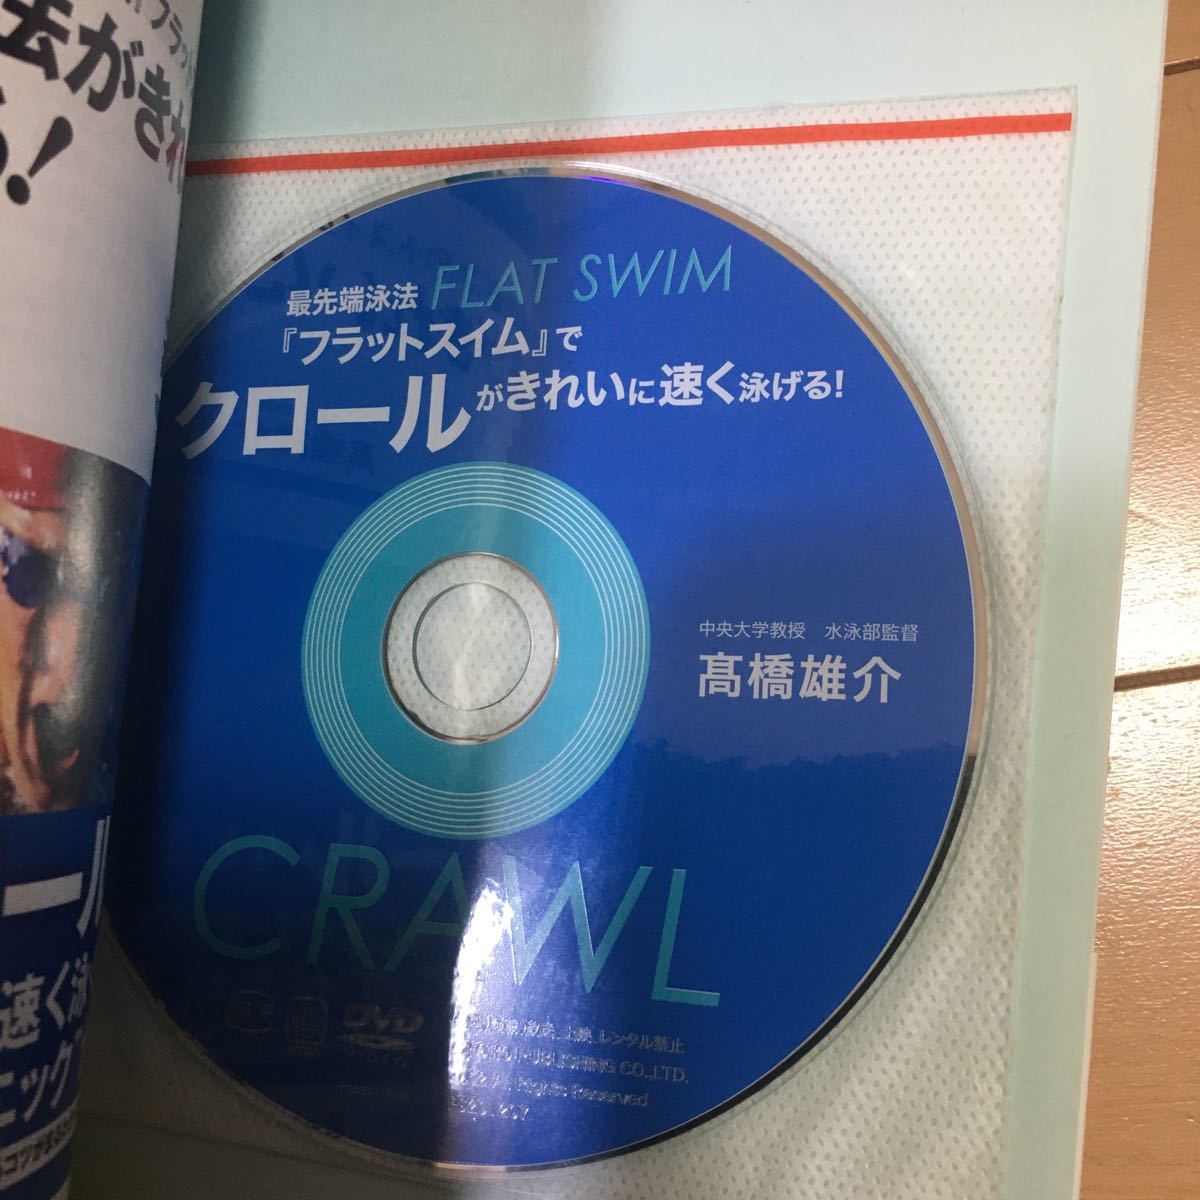 最先端泳法 FLAT SWIM
『フラットスイム』で
クロールがきれいに速く泳げる!
中央大学教授 水泳部監督
髙橋雄介
CRAWL
DVD
レンタル禁止
PUBLISHING CO.,LTD.
Rights Reserved
法がきれ
る!
ール
速く泳
ニック